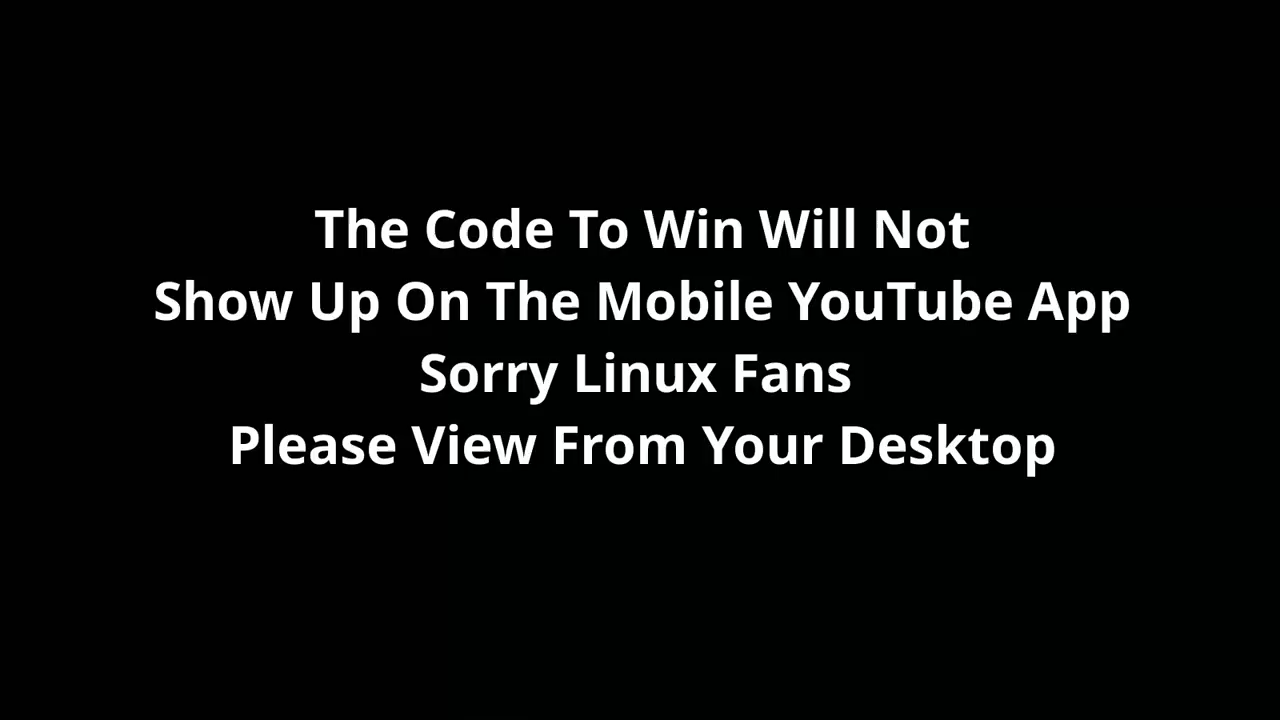 The Code To Win Will Not
Show Up On The Mobile YouTube App
Sorry Linux Fans
Please View From Your Desktop